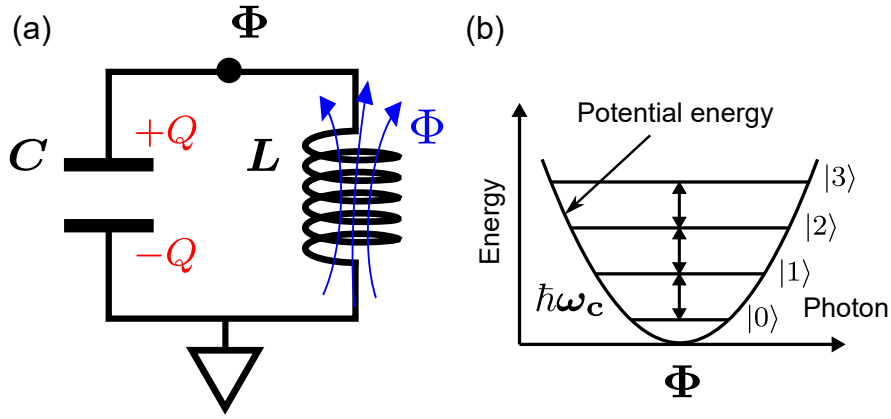 (a)
Φ
C
+Q
-Q
L
Φ
(b)
Energy
Potential energy
|3⟩
|2⟩
|1⟩
|0⟩
Photon
ħω_c
Φ